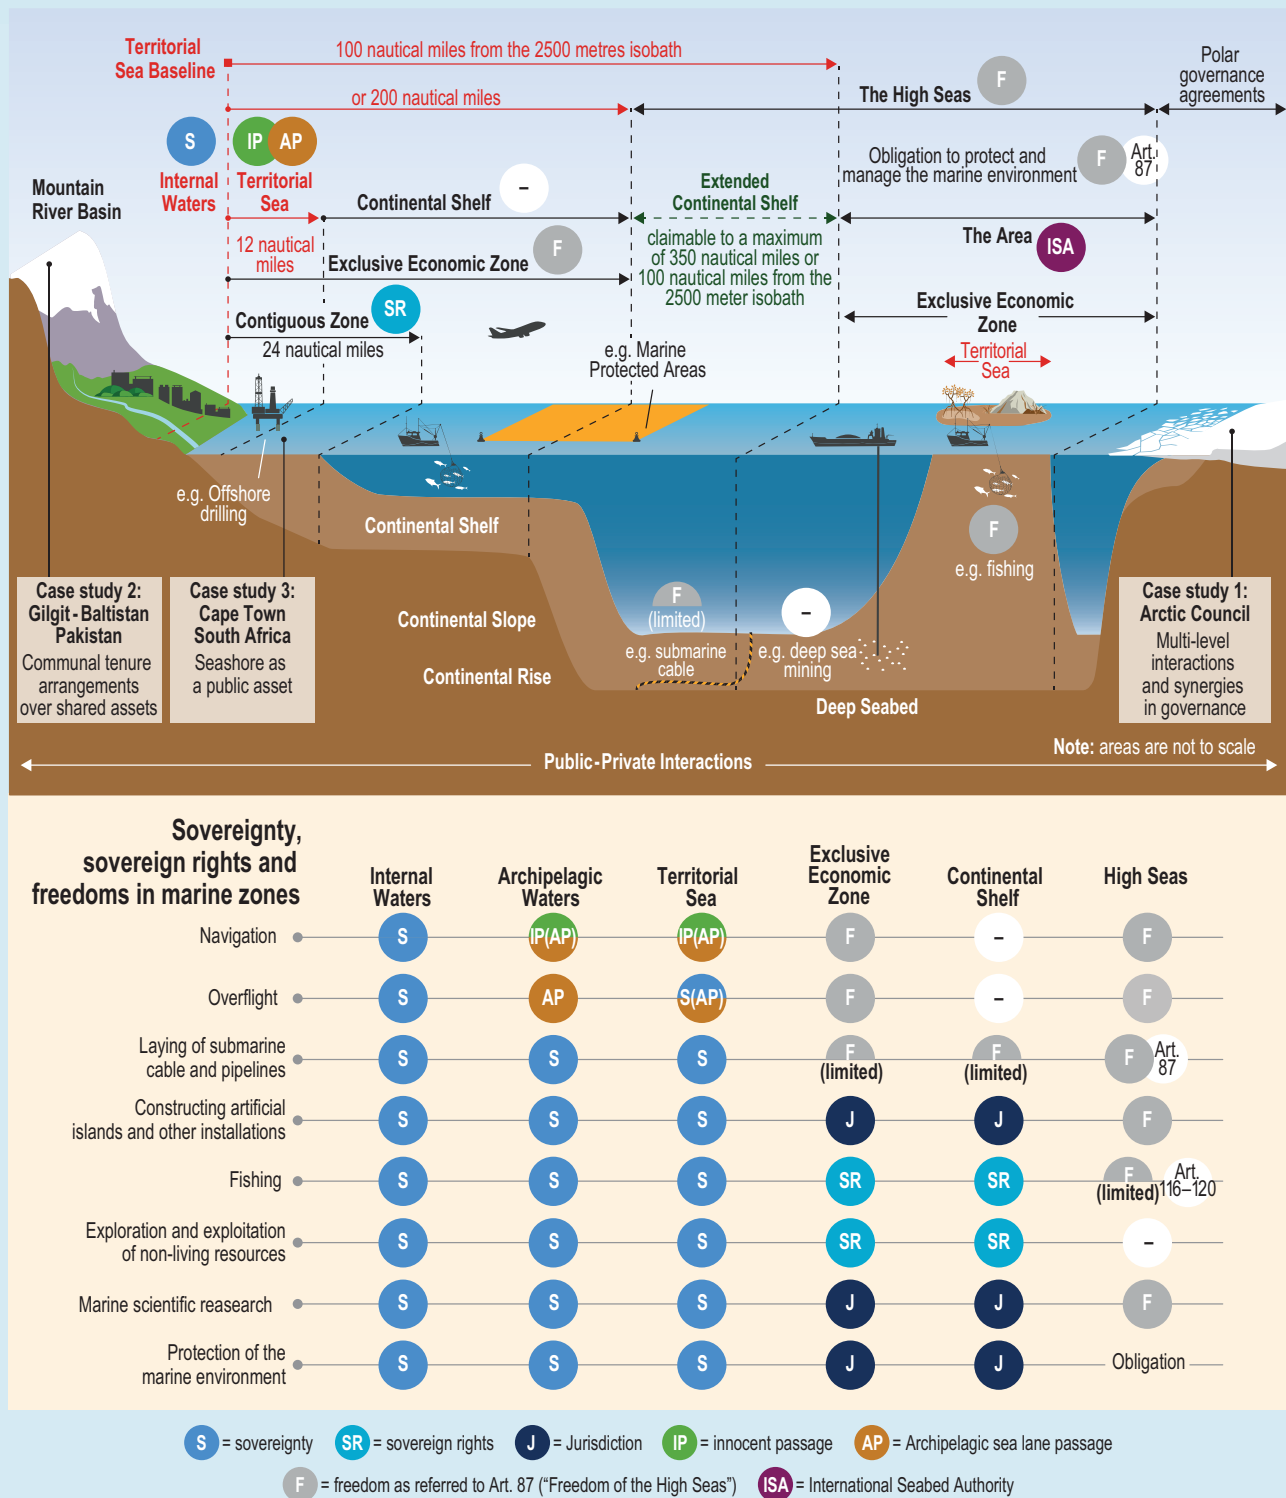 Territorial
Sea Baseline
100 nautical miles from the 2500 metres isobath
or 200 nautical miles
The High Seas
F
Polar
governance
agreements
S
IP
AP
Internal
Waters
Territorial
Sea
12 nautical
miles
Mountain
River Basin
Continental Shelf
–
Exclusive Economic Zone
F
Contiguous Zone
SR
24 nautical miles
Extended
Continental Shelf
claimable to a maximum
of 350 nautical miles or
100 nautical miles from the
2500 meter isobath
Obligation to protect and
manage the marine environment
F
Art.
87
The Area
ISA
Exclusive Economic
Zone
Territorial
Sea
e.g. Marine
Protected Areas
e.g. Offshore
drilling
Continental Shelf
Continental Slope
Continental Rise
F
(limited)
e.g. submarine
cable
–
e.g. deep sea
mining
F
e.g. fishing
Deep Seabed
Case study 2:
Gilgit-Baltistan
Pakistan
Communal tenure
arrangements
over shared assets
Case study 3:
Cape Town
South Africa
Seashore as
a public asset
Case study 1:
Arctic Council
Multi-level
interactions
and synergies
in governance
Note: areas are not to scale
Public-Private Interactions
Sovereignty,
sovereign rights and
freedoms in marine zones
Internal
Waters
Archipelagic
Waters
Territorial
Sea
Exclusive
Economic
Zone
Continental
Shelf
High Seas
Navigation S IP(AP) IP(AP) F – F
Overflight S AP S(AP) F – F
Laying of submarine
cable and pipelines
S S S F (limited) F (limited) F Art. 87
Constructing artificial
islands and other installations
S S S J J F
Fishing S S S SR SR F (limited) Art. 116–120
Exploration and exploitation
of non-living resources
S S S SR SR –
Marine scientific reasearch S S S J J F
Protection of the
marine environment
S S S J J Obligation
S = sovereignty SR = sovereign rights J = Jurisdiction IP = innocent passage AP = Archipelagic sea lane passage
F = freedom as referred to Art. 87 ("Freedom of the High Seas") ISA = International Seabed Authority